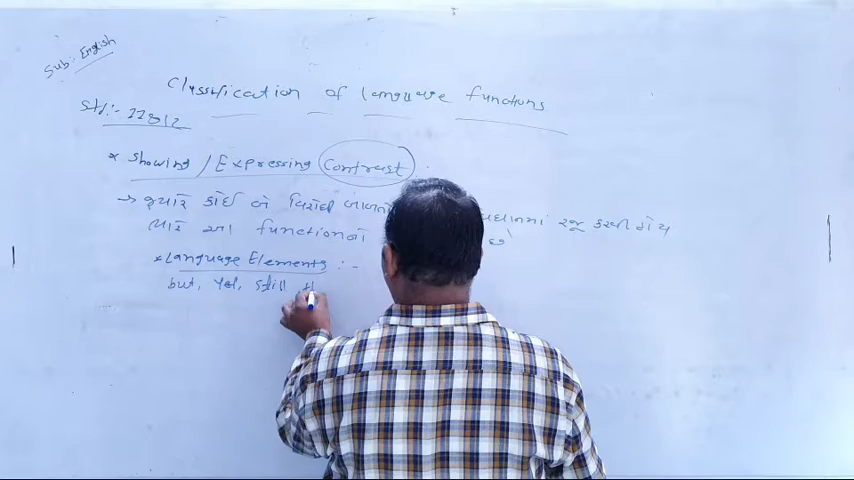 Sub:- English
Classification of Language functions
Std:- 11 & 12
* Showing / Expressing Contrast
→ જ્યારે કોઈ બે વિરોધી રજૂ કરવી હોય
ત્યારે આ functionનો છે
* Language Elements :-
but, yet, still